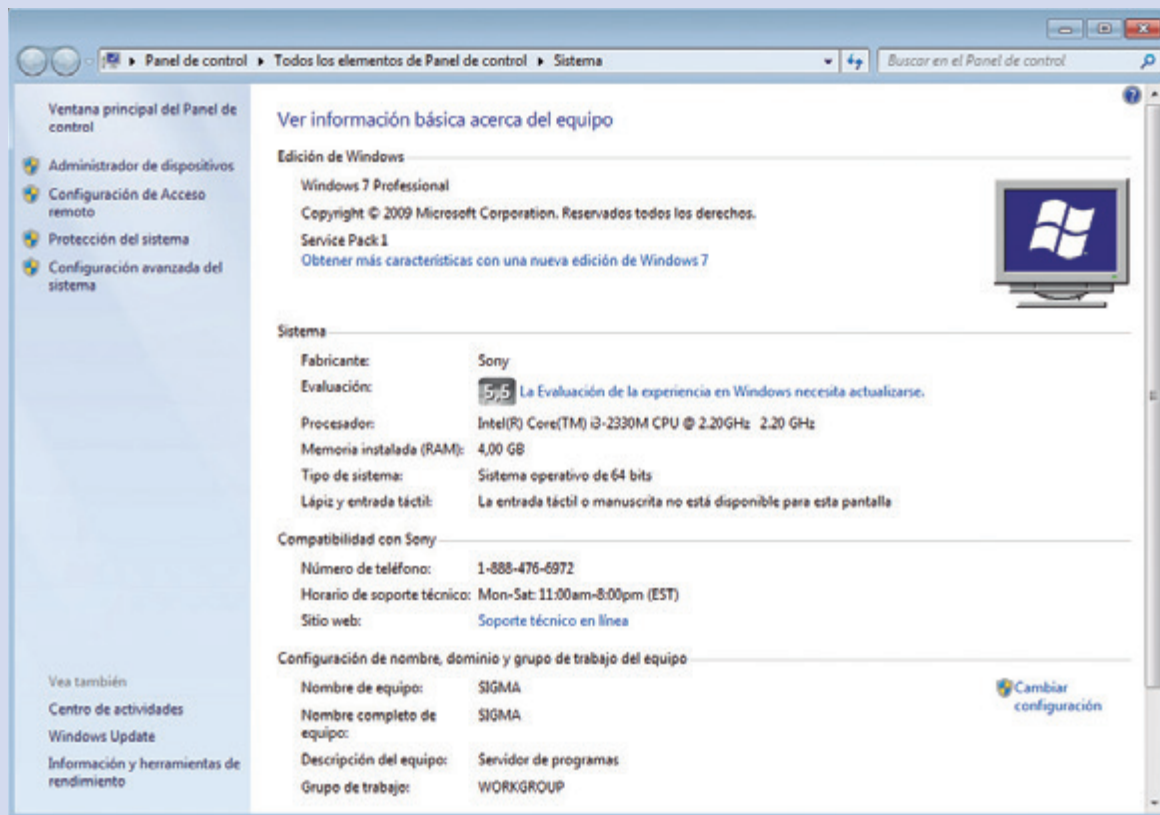 Panel de control ▸ Todos los elementos de Panel de control ▸ Sistema
Buscar en el Panel de control
Ventana principal del Panel de
control
Administrador de dispositivos
Configuración de Acceso
remoto
Protección del sistema
Configuración avanzada del
sistema
Vea también
Centro de actividades
Windows Update
Información y herramientas de
rendimiento
Ver información básica acerca del equipo
Edición de Windows
Windows 7 Professional
Copyright © 2009 Microsoft Corporation. Reservados todos los derechos.
Service Pack 1
Obtener más características con una nueva edición de Windows 7
Sistema
Fabricante: Sony
Evaluación: 5,5 La Evaluación de la experiencia en Windows necesita actualizarse.
Procesador: Intel(R) Core(TM) i3-2330M CPU @ 2.20GHz 2.20 GHz
Memoria instalada (RAM): 4,00 GB
Tipo de sistema: Sistema operativo de 64 bits
Lápiz y entrada táctil: La entrada táctil o manuscrita no está disponible para esta pantalla
Compatibilidad con Sony
Número de teléfono: 1-888-476-6972
Horario de soporte técnico: Mon-Sat: 11:00am-8:00pm (EST)
Sitio web: Soporte técnico en línea
Configuración de nombre, dominio y grupo de trabajo del equipo
Nombre de equipo: SIGMA
Cambiar
configuración
Nombre completo de SIGMA
equipo:
Descripción del equipo: Servidor de programas
Grupo de trabajo: WORKGROUP